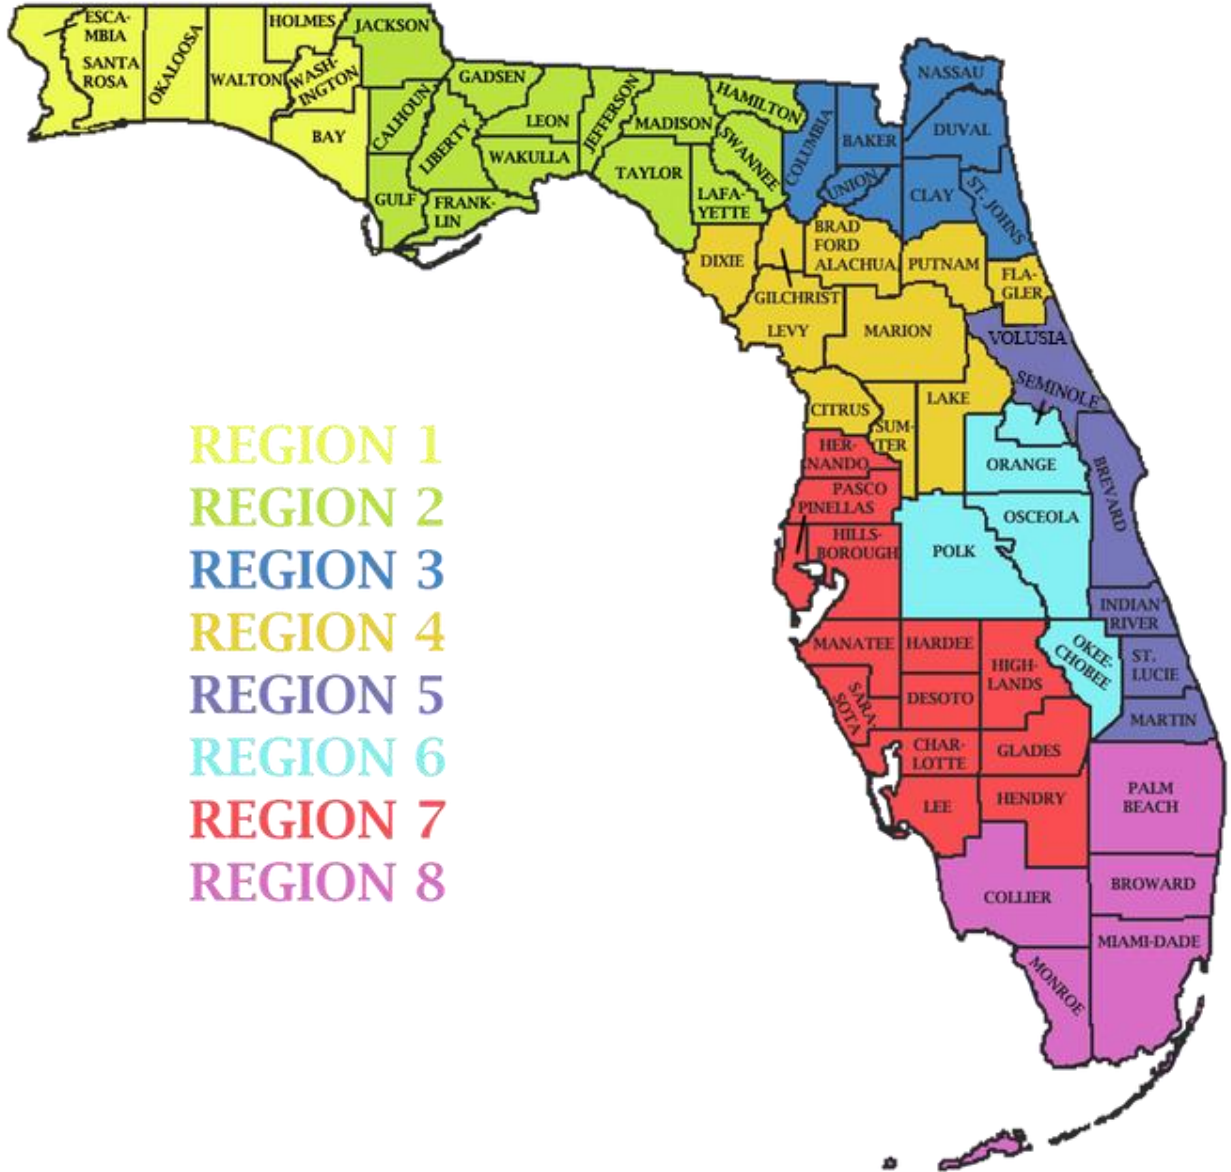 ESCA-
MBIA
SANTA
ROSA
OKALOOSA
WALTON
HOLMES
WASH-
INGTON
BAY
JACKSON
CALHOUN
GULF
LIBERTY
GADSEN
FRANK-
LIN
LEON
WAKULLA
JEFFERSON
MADISON
TAYLOR
HAMILTON
SWANNEE
LAFA-
YETTE
COLUMBIA
BAKER
NASSAU
DUVAL
UNION
CLAY
ST. JOHNS
DIXIE
BRAD
FORD
ALACHUA
PUTNAM
FLA-
GLER
GILCHRIST
LEVY
MARION
VOLUSIA
SEMINOLE
CITRUS
SUM-
TER
LAKE
HER-
NANDO
ORANGE
BREVARD
PASCO
PINELLAS
OSCEOLA
HILLS-
BOROUGH
POLK
INDIAN
RIVER
MANATEE
HARDEE
HIGH-
LANDS
OKEE-
CHOBEE
ST.
LUCIE
SARA-
SOTA
DESOTO
MARTIN
CHAR-
LOTTE
GLADES
LEE
HENDRY
PALM
BEACH
COLLIER
BROWARD
MIAMI-DADE
MONROE
REGION 1
REGION 2
REGION 3
REGION 4
REGION 5
REGION 6
REGION 7
REGION 8